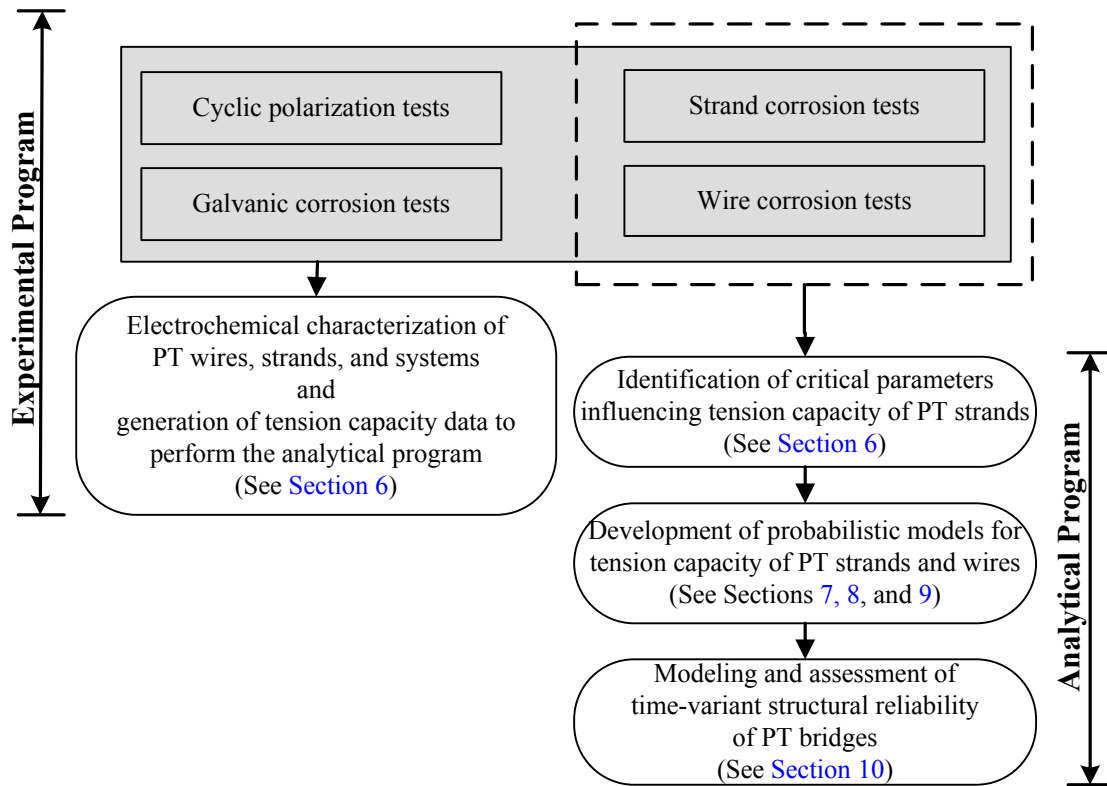 Experimental Program
Cyclic polarization tests
Galvanic corrosion tests
Strand corrosion tests
Wire corrosion tests
Electrochemical characterization of
PT wires, strands, and systems
and
generation of tension capacity data to
perform the analytical program
(See Section 6)
Identification of critical parameters
influencing tension capacity of PT strands
(See Section 6)
Development of probabilistic models for
tension capacity of PT strands and wires
(See Sections 7, 8, and 9)
Modeling and assessment of
time-variant structural reliability
of PT bridges
(See Section 10)
Analytical Program